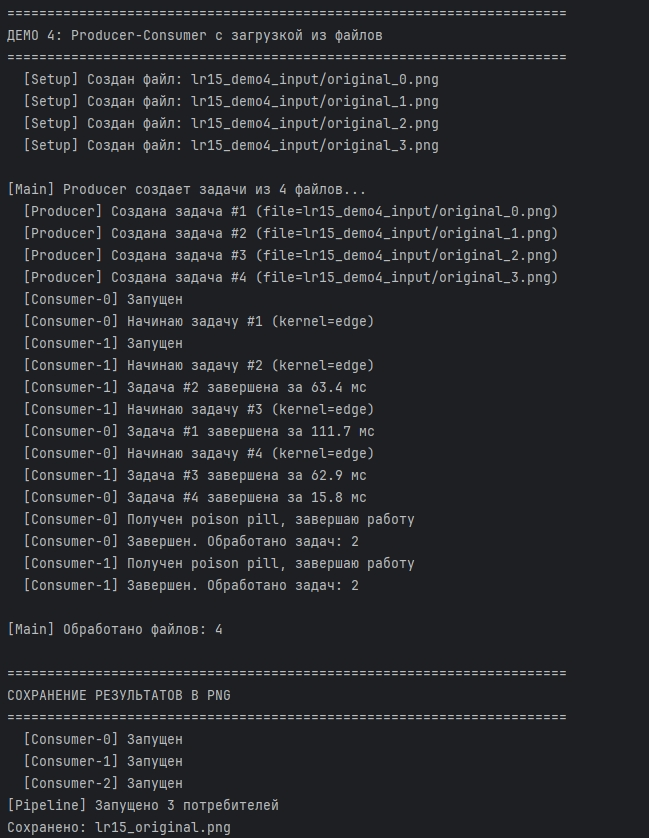 ======================================================================
ДЕМО 4: Producer-Consumer с загрузкой из файлов
======================================================================
[Setup] Создан файл: lr15_demo4_input/original_0.png
[Setup] Создан файл: lr15_demo4_input/original_1.png
[Setup] Создан файл: lr15_demo4_input/original_2.png
[Setup] Создан файл: lr15_demo4_input/original_3.png
[Main] Producer создает задачи из 4 файлов...
[Producer] Создана задача #1 (file=lr15_demo4_input/original_0.png)
[Producer] Создана задача #2 (file=lr15_demo4_input/original_1.png)
[Producer] Создана задача #3 (file=lr15_demo4_input/original_2.png)
[Producer] Создана задача #4 (file=lr15_demo4_input/original_3.png)
[Consumer-0] Запущен
[Consumer-0] Начинаю задачу #1 (kernel=edge)
[Consumer-1] Запущен
[Consumer-1] Начинаю задачу #2 (kernel=edge)
[Consumer-1] Задача #2 завершена за 63.4 мс
[Consumer-1] Начинаю задачу #3 (kernel=edge)
[Consumer-0] Задача #1 завершена за 111.7 мс
[Consumer-0] Начинаю задачу #4 (kernel=edge)
[Consumer-1] Задача #3 завершена за 62.9 мс
[Consumer-0] Задача #4 завершена за 15.8 мс
[Consumer-0] Получен poison pill, завершаю работу
[Consumer-0] Завершен. Обработано задач: 2
[Consumer-1] Получен poison pill, завершаю работу
[Consumer-1] Завершен. Обработано задач: 2
[Main] Обработано файлов: 4
======================================================================
СОХРАНЕНИЕ РЕЗУЛЬТАТОВ В PNG
======================================================================
[Consumer-0] Запущен
[Consumer-1] Запущен
[Consumer-2] Запущен
[Pipeline] Запущено 3 потребителей
Сохранено: lr15_original.png